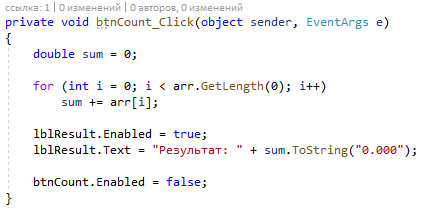 ссылка: 1 | 0 изменений | 0 авторов, 0 изменений
private void btnCount_Click(object sender, EventArgs e)
{
    double sum = 0;

    for (int i = 0; i < arr.GetLength(0); i++)
        sum += arr[i];

    lblResult.Enabled = true;
    lblResult.Text = "Результат: " + sum.ToString("0.000");

    btnCount.Enabled = false;
}